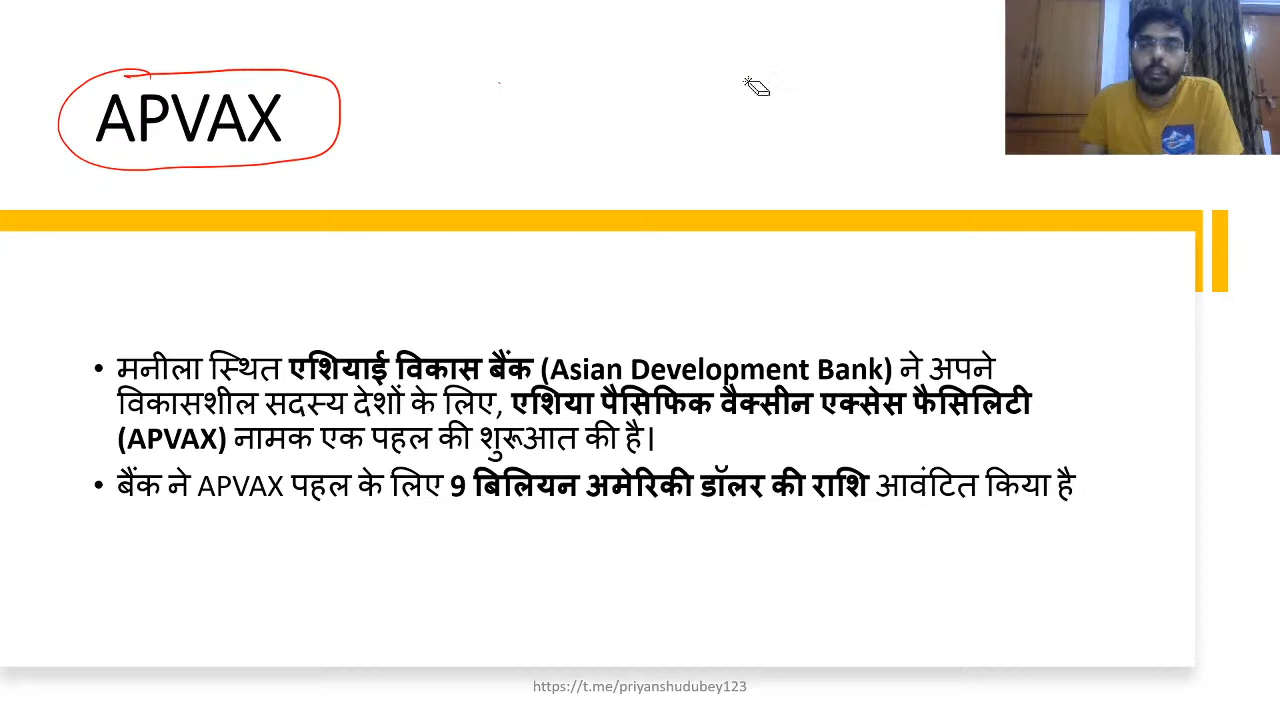 APVAX
• मनीला स्थित एशियाई विकास बैंक (Asian Development Bank) ने अपने
विकासशील सदस्य देशों के लिए, एशिया पैसिफिक वैक्सीन एक्सेस फैसिलिटी
(APVAX) नामक एक पहल की शुरूआत की है।
• बैंक ने APVAX पहल के लिए 9 बिलियन अमेरिकी डॉलर की राशि आवंटित किया है
https://t.me/priyanshudubey123